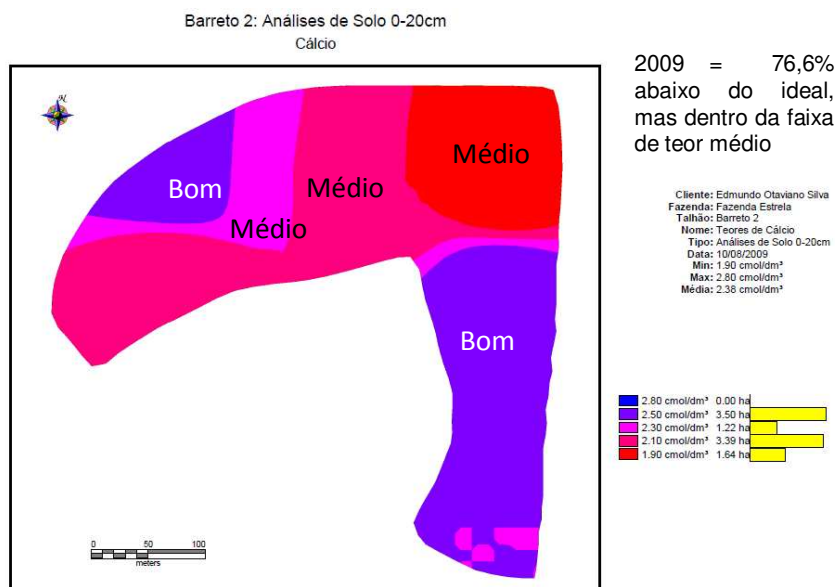 Barreto 2: Análises de Solo 0-20cm
Cálcio
2009 = 76,6%
abaixo do ideal,
mas dentro da faixa
de teor médio
N
Médio
Bom
Médio
Médio
Bom
Cliente: Edmundo Otaviano Silva
Fazenda: Fazenda Estrela
Talhão: Barreto 2
Nome: Teores de Cálcio
Tipo: Análises de Solo 0-20cm
Data: 10/08/2009
Min: 1.90 cmol/dm³
Max: 2.80 cmol/dm³
Média: 2.38 cmol/dm³
2.80 cmol/dm³ 0.00 ha
2.50 cmol/dm³ 3.50 ha
2.30 cmol/dm³ 1.22 ha
2.10 cmol/dm³ 3.39 ha
1.90 cmol/dm³ 1.64 ha
0 50 100
meters